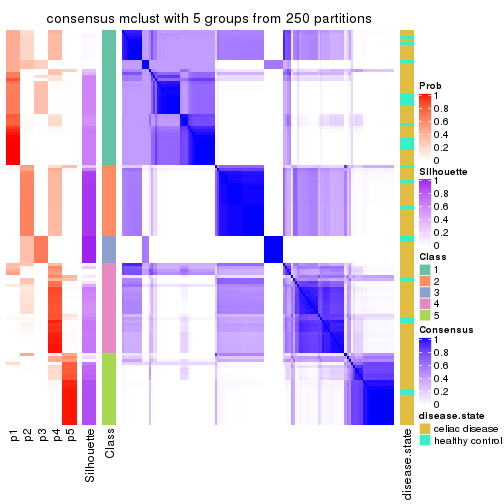 consensus mclust with 5 groups from 250 partitions
Prob
1
0.8
0.6
0.4
0.2
0
Silhouette
1
0.8
0.6
0.4
0.2
0
Class
1
2
3
4
5
Consensus
1
0.8
0.6
0.4
0.2
0
disease.state
celiac disease
healthy control
p1
p2
p3
p4
p5
Silhouette
Class
disease.state